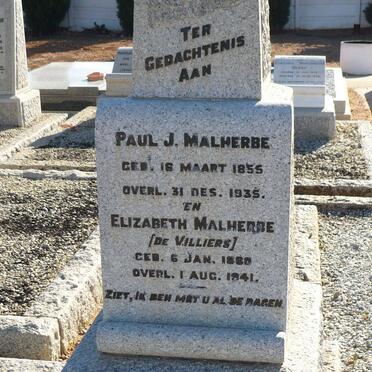 TER
GEDACHTENIS
AAN
PAUL J. MALHERBE
GEB. 16 MAART 1855
OVERL. 31 DES. 1935.
EN
ELIZABETH MALHERBE
[DE VILLIERS]
GEB. 6 JAN. 1860
OVERL. 1 AUG. 1941.
ZIET, IK BEN MET U AL DE DAGEN